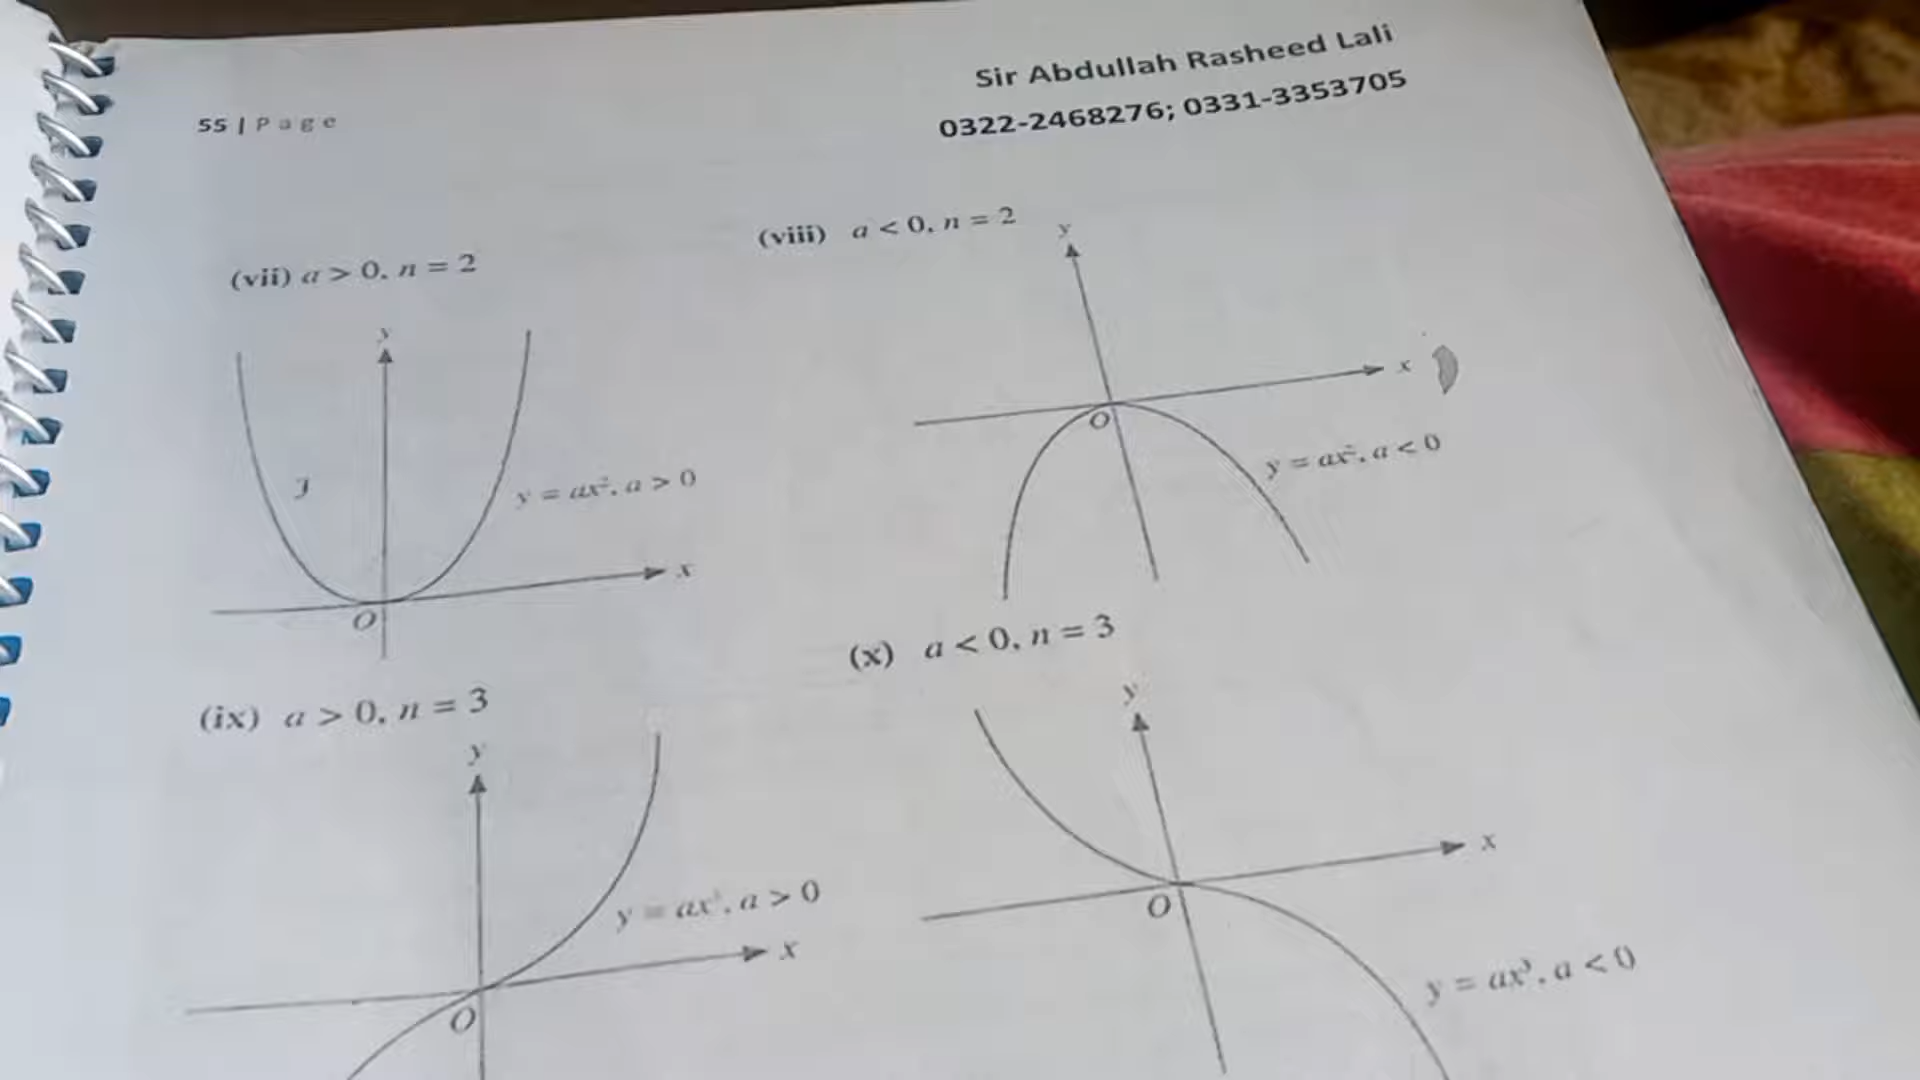 55 | Page
Sir Abdullah Rasheed Lali
0322-2468276; 0331-3353705
(vii) a > 0, n = 2
(viii) a < 0, n = 2
y
x
O
y = ax², a > 0
y
x
O
y = ax², a < 0
(ix) a > 0, n = 3
(x) a < 0, n = 3
y
x
O
y = ax³, a > 0
y
x
O
y = ax³, a < 0